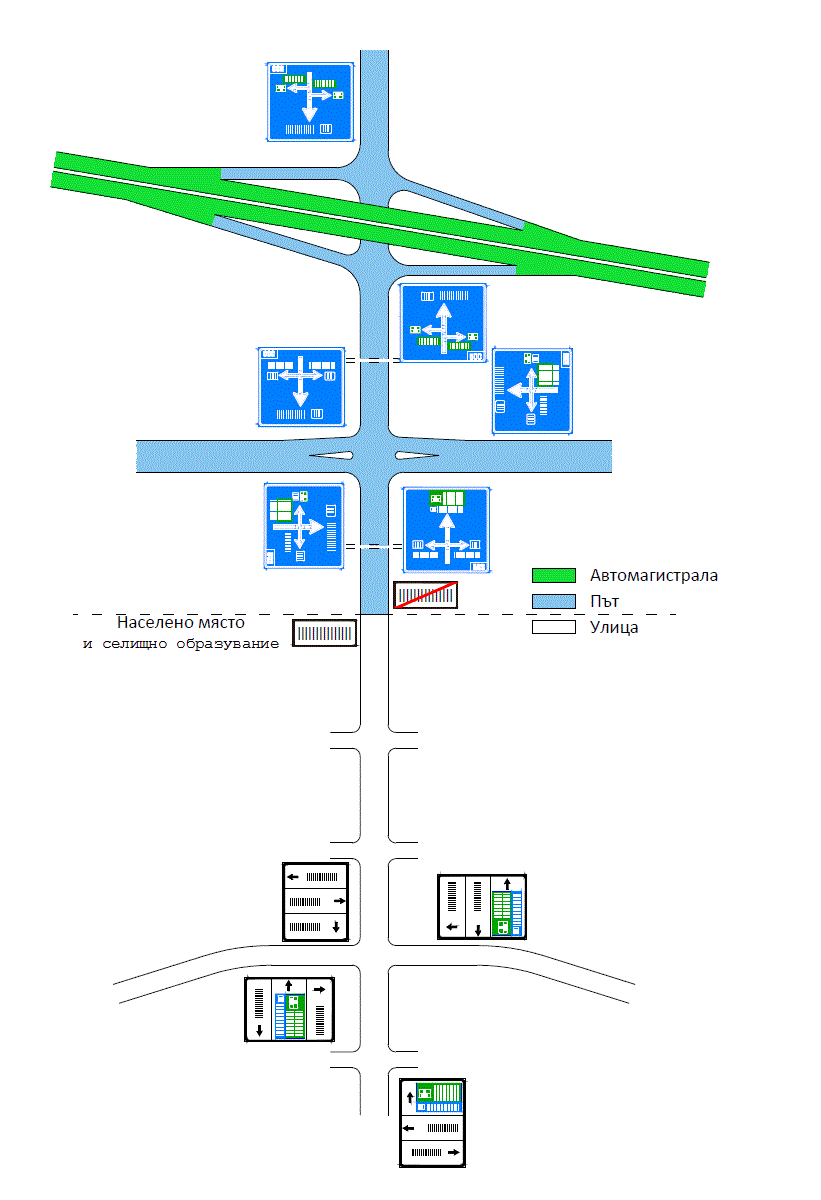 Автомагистрала
Път
Улица
Населено място
и селищно образувание